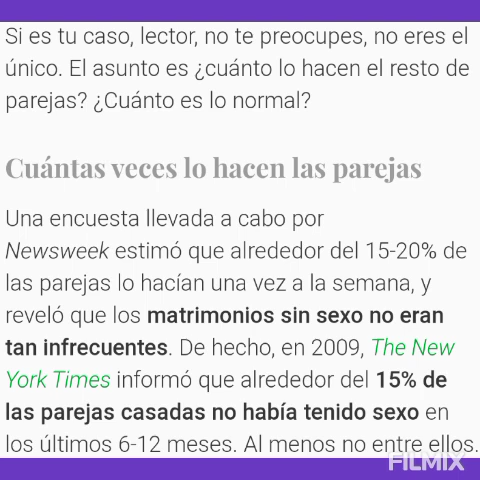 Si es tu caso, lector, no te preocupes, no eres el
único. El asunto es ¿cuánto lo hacen el resto de
parejas? ¿Cuánto es lo normal?
Cuántas veces lo hacen las parejas
Una encuesta llevada a cabo por
Newsweek estimó que alrededor del 15-20% de
las parejas lo hacían una vez a la semana, y
reveló que los matrimonios sin sexo no eran
tan infrecuentes. De hecho, en 2009, The New
York Times informó que alrededor del 15% de
las parejas casadas no había tenido sexo en
los últimos 6-12 meses. Al menos no entre ellos.
FILMIX